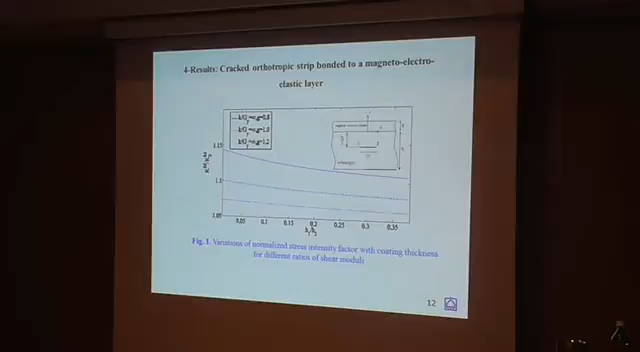 4-Results: Cracked orthotropic strip bonded to a magneto-electro-
elastic layer
1.15
1.1
1.05
0.05 0.1 0.15 0.2 0.25 0.3 0.35
Fig. 1. Variations of normalized stress intensity factor with coating thickness
for different ratios of shear moduli
12